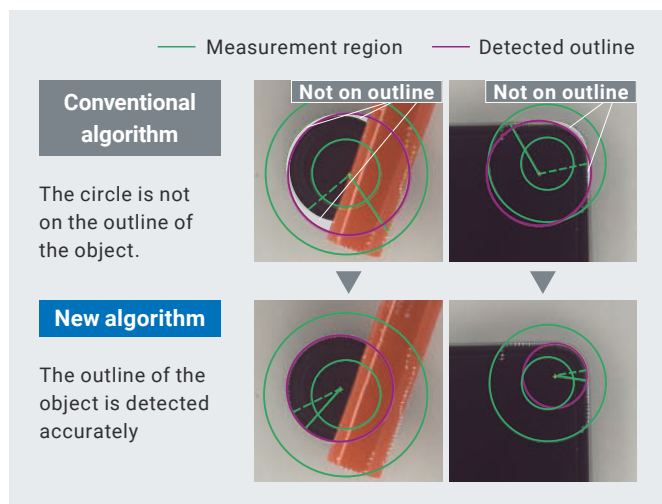 Measurement region
Detected outline
Conventional
algorithm
Not on outline
Not on outline
The circle is not
on the outline of
the object.
New algorithm
The outline of the
object is detected
accurately